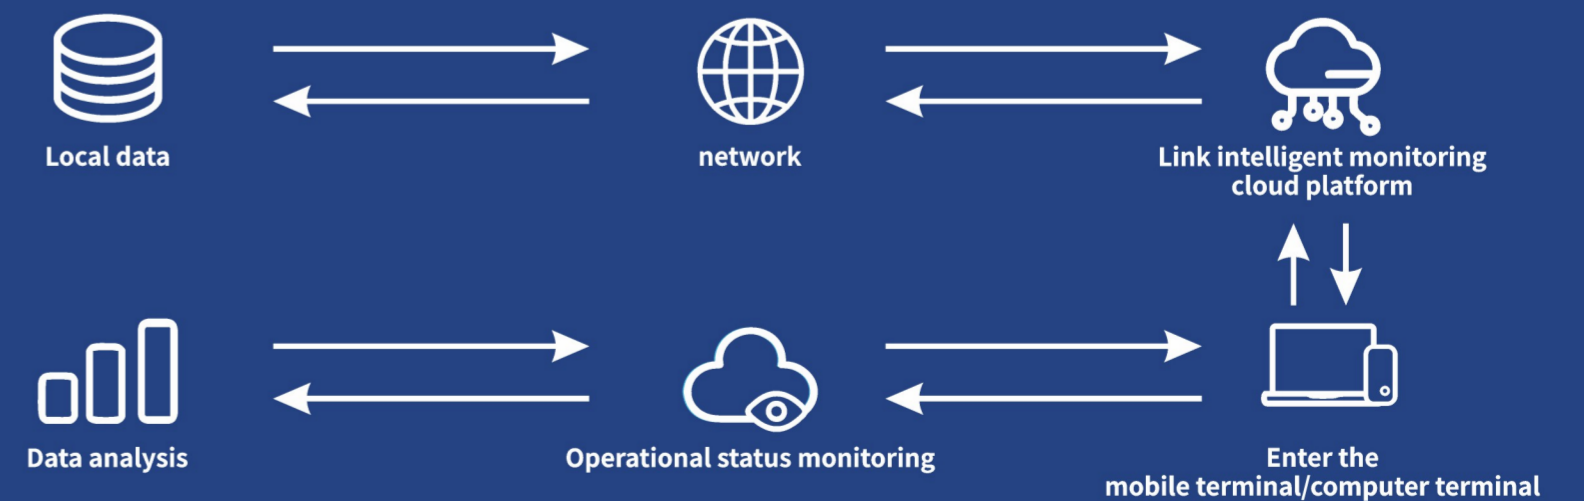 Local data
network
Link intelligent monitoring
cloud platform
Data analysis
Operational status monitoring
Enter the
mobile terminal/computer terminal